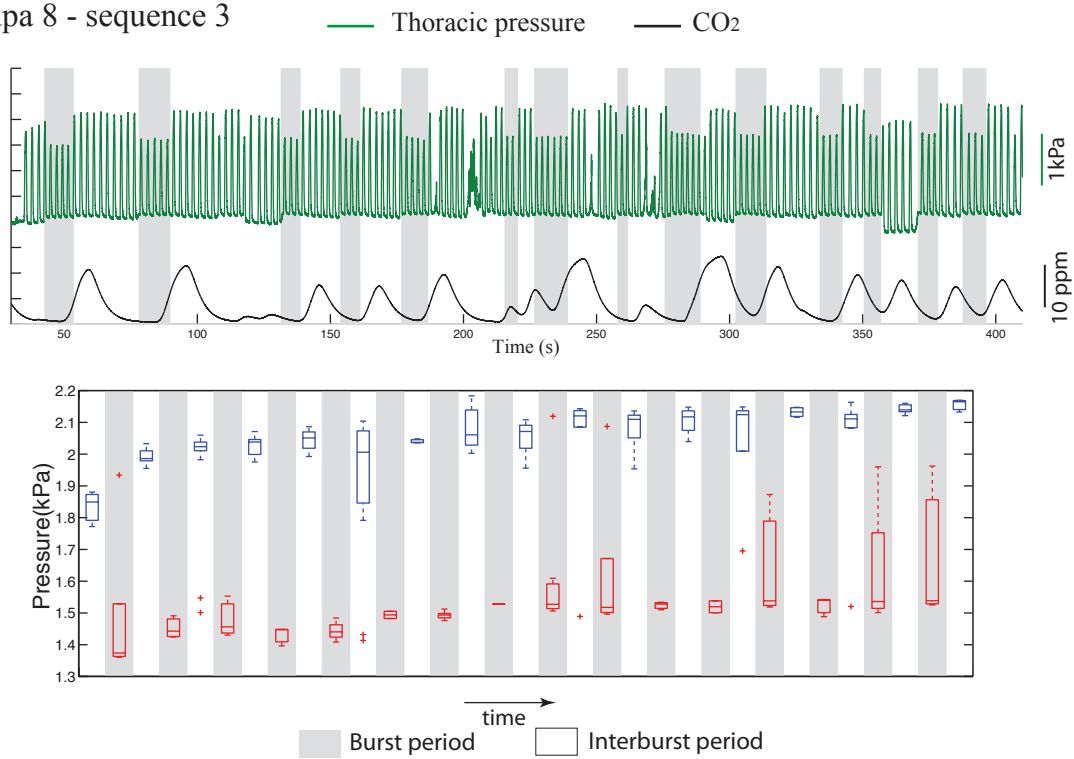 8 - sequence 3
Thoracic pressure
CO2
1kPa
10 ppm
50 100 150 200 250 300 350 400
Time (s)
2.2
2.1
2
1.9
1.8
1.7
1.6
1.5
1.4
1.3
Pressure(kPa)
time
Burst period
Interburst period